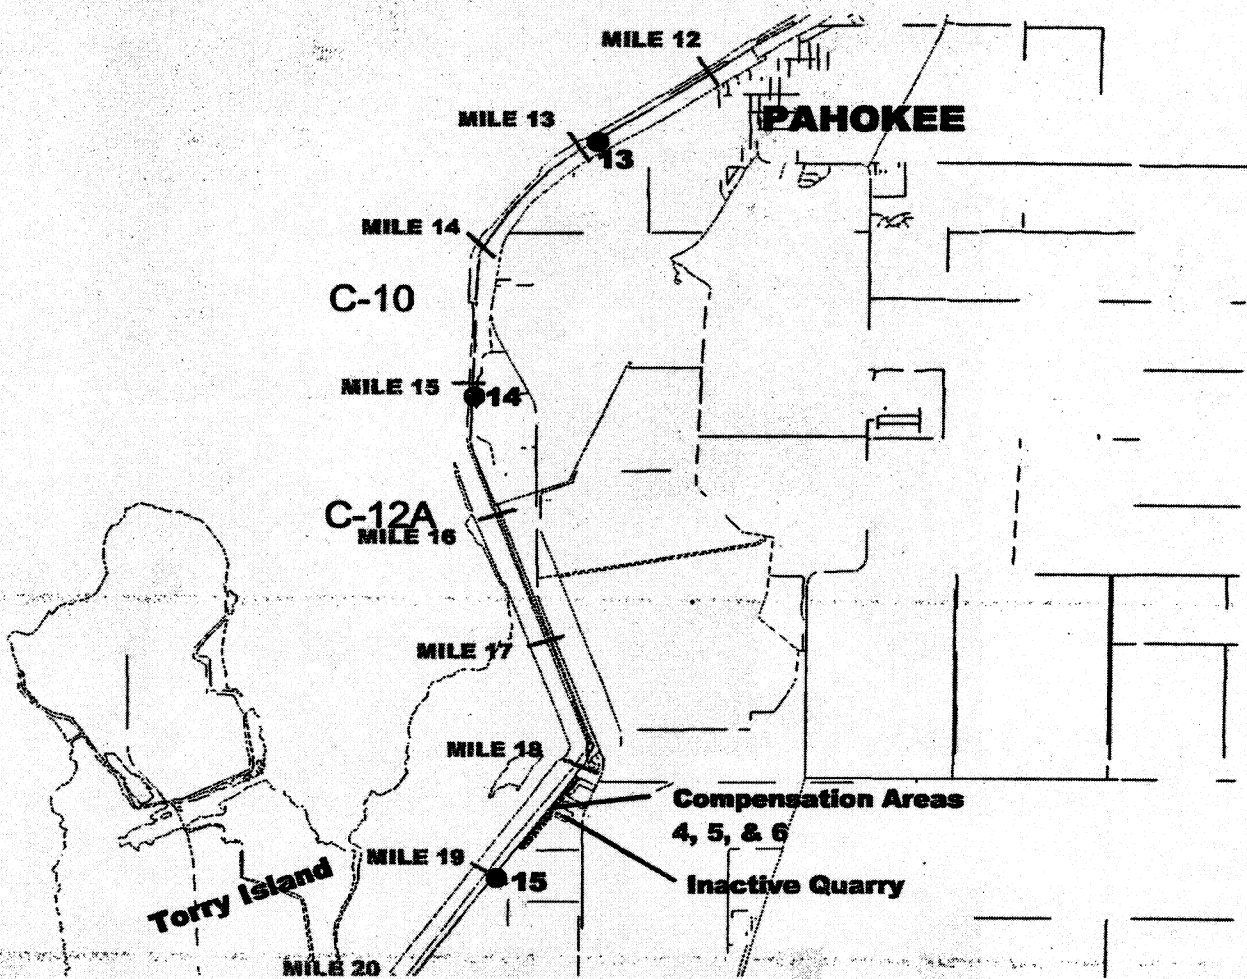 MILE 12
PAHOKEE
MILE 13
13
MILE 14
C-10
MILE 15
14
C-12A
MILE 16
MILE 17
MILE 18
Compensation Areas
4, 5, & 6
MILE 19
15
Inactive Quarry
Torry Island
MILE 20